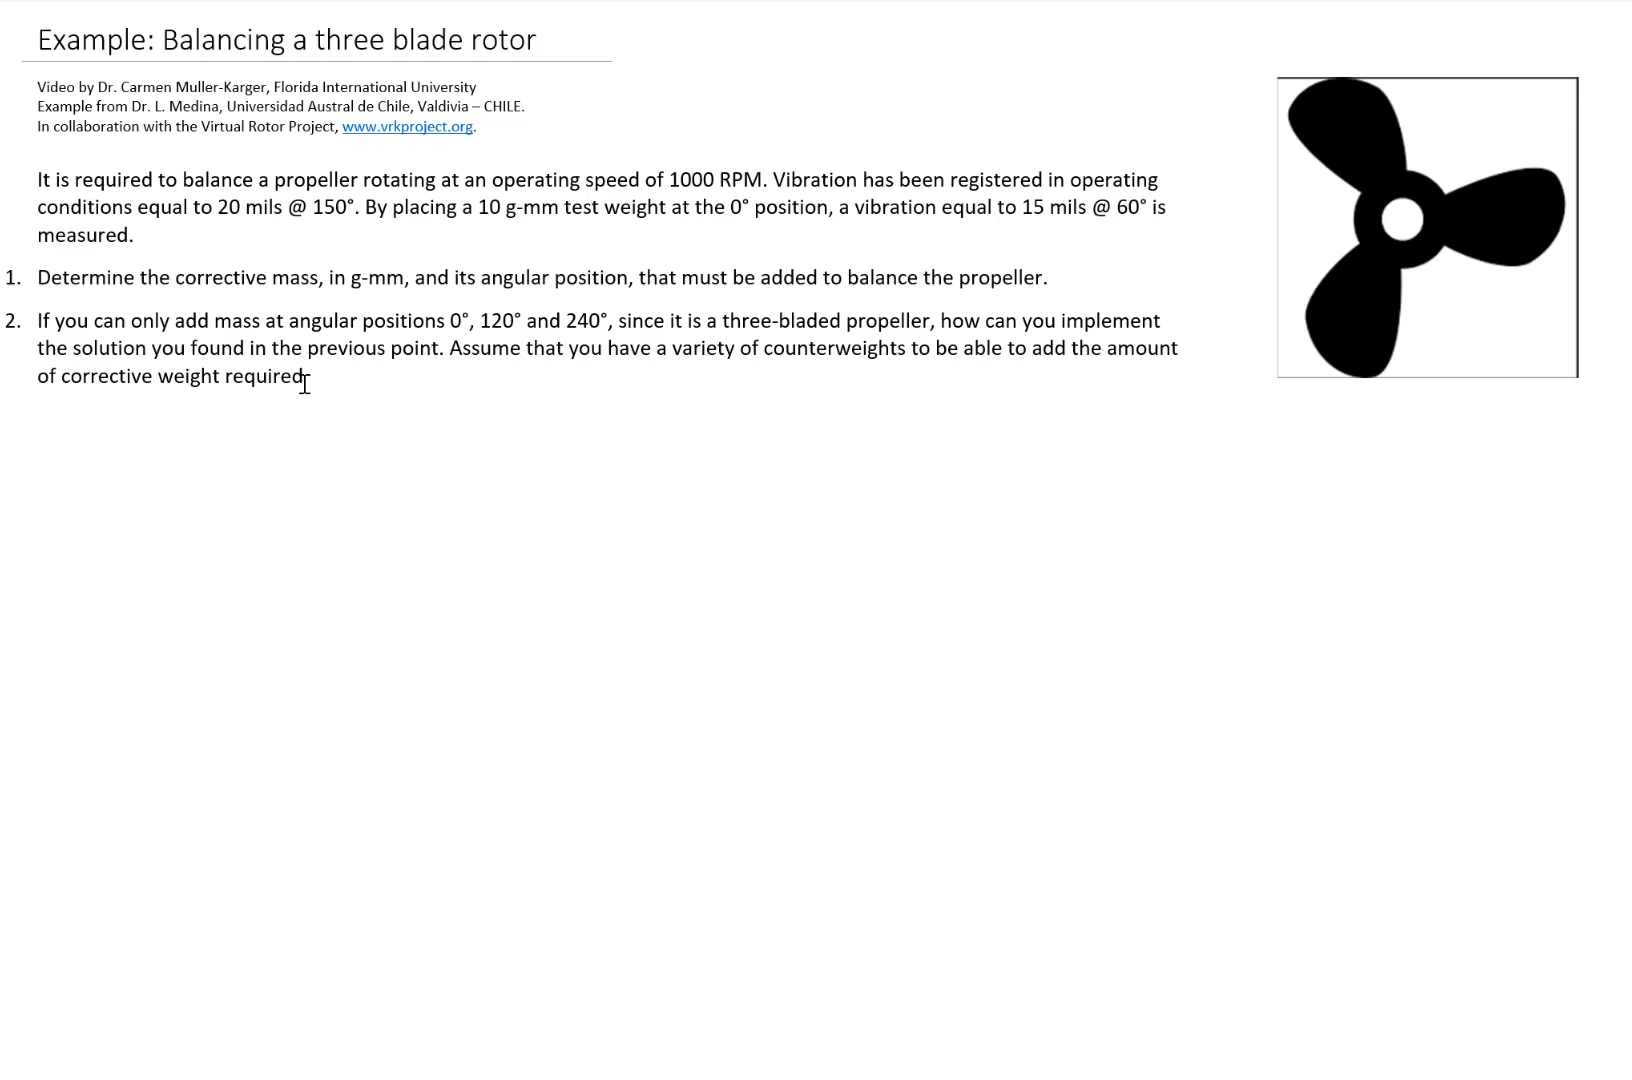 Example: Balancing a three blade rotor
Video by Dr. Carmen Muller-Karger, Florida International University
Example from Dr. L. Medina, Universidad Austral de Chile, Valdivia – CHILE.
In collaboration with the Virtual Rotor Project, www.vrkproject.org.
It is required to balance a propeller rotating at an operating speed of 1000 RPM. Vibration has been registered in operating
conditions equal to 20 mils @ 150°. By placing a 10 g-mm test weight at the 0° position, a vibration equal to 15 mils @ 60° is
measured.
1. Determine the corrective mass, in g-mm, and its angular position, that must be added to balance the propeller.
2. If you can only add mass at angular positions 0°, 120° and 240°, since it is a three-bladed propeller, how can you implement
the solution you found in the previous point. Assume that you have a variety of counterweights to be able to add the amount
of corrective weight required.